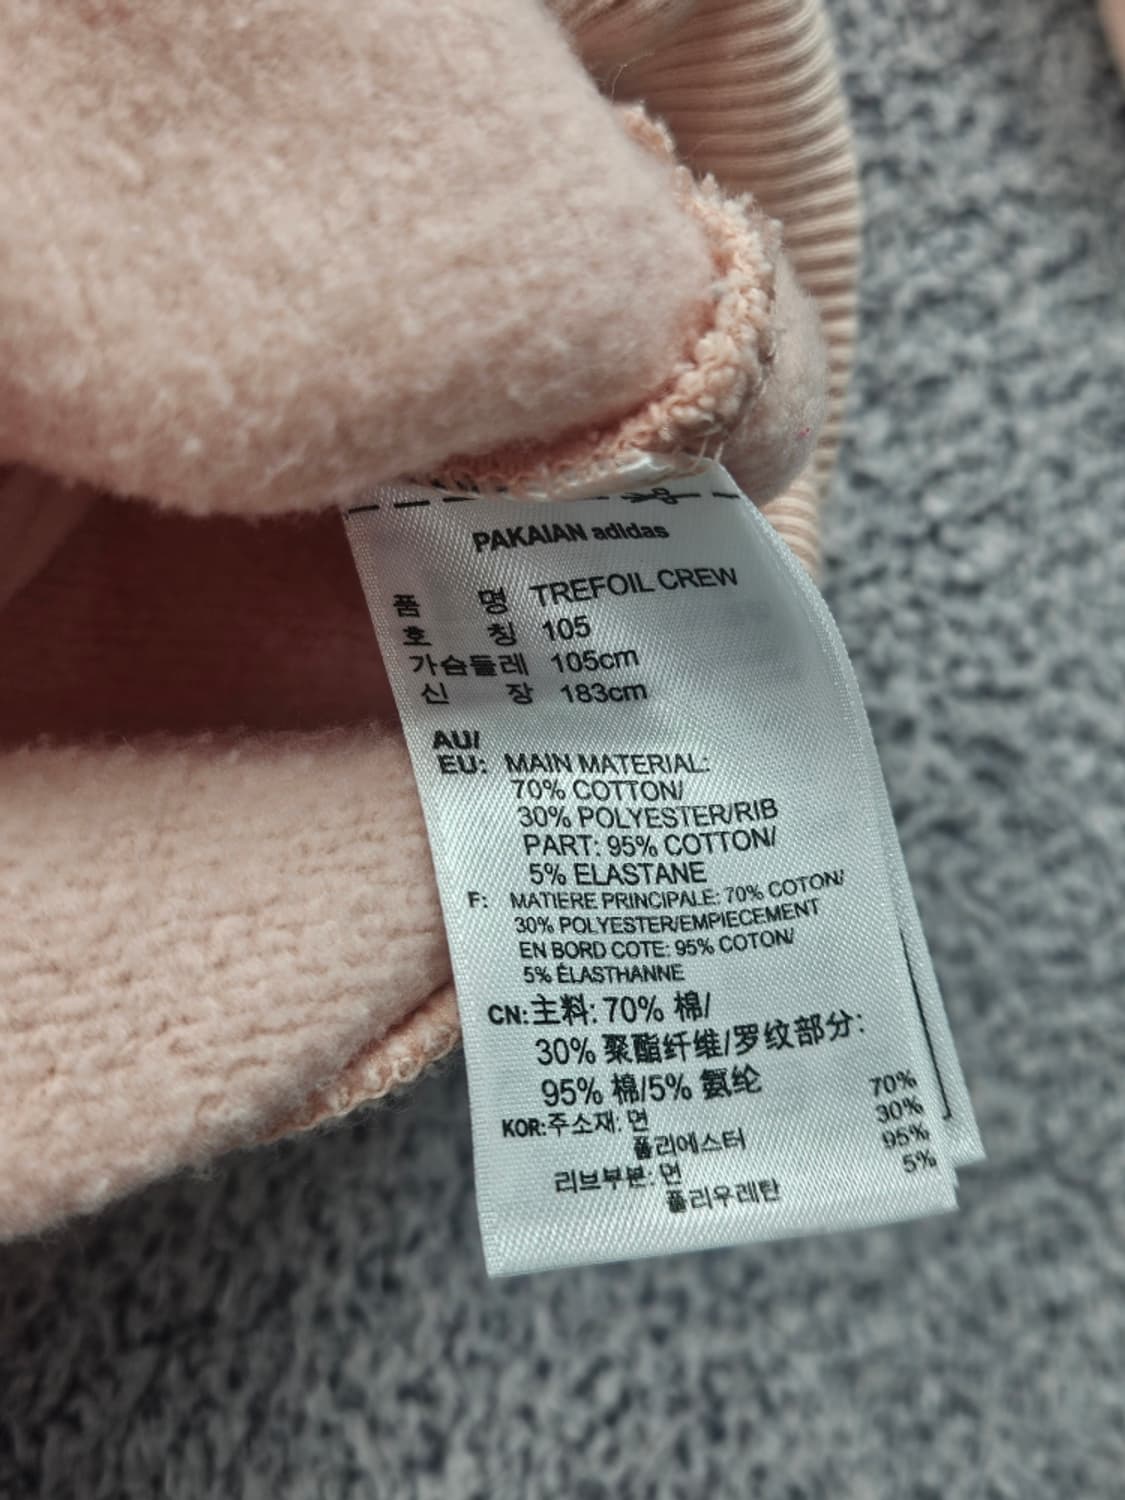 PAKAIAN adidas
품 명 TREFOIL CREW
호 칭 105
가슴둘레 105cm
신 장 183cm
AU/
EU: MAIN MATERIAL:
70% COTTON/
30% POLYESTER/RIB
PART: 95% COTTON/
5% ELASTANE
F: MATIERE PRINCIPALE: 70% COTON/
30% POLYESTER/EMPIECEMENT
EN BORD COTE: 95% COTON/
5% ÉLASTHANNE
CN:主料: 70% 棉/
30% 聚酯纤维/罗纹部分:
95% 棉/5% 氨纶
KOR:주소재: 면 70%
폴리에스터 30%
리브부분: 면 95%
폴리우레탄 5%